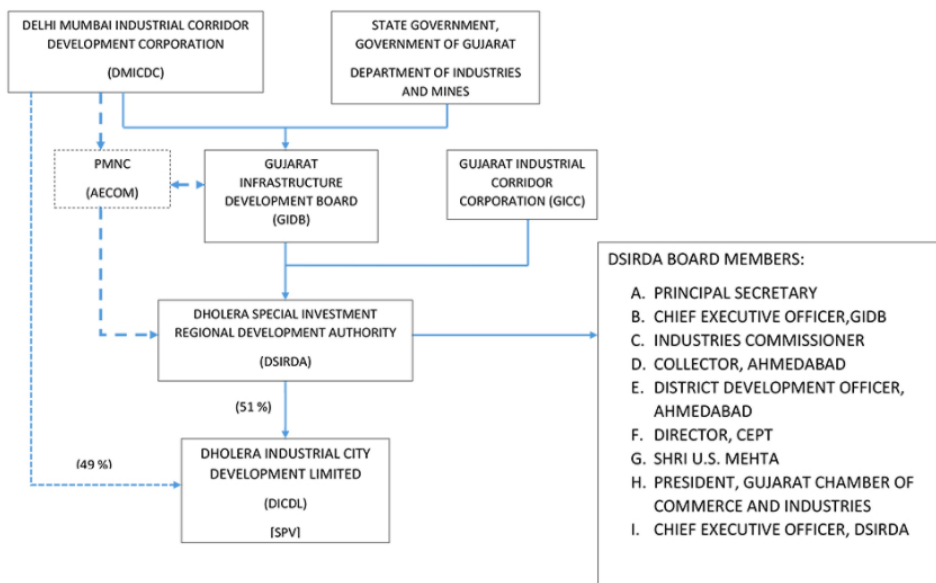 DELHI MUMBAI INDUSTRIAL CORRIDOR
DEVELOPMENT CORPORATION
(DMICDC)
STATE GOVERNMENT,
GOVERNMENT OF GUJARAT
DEPARTMENT OF INDUSTRIES
AND MINES
PMNC
(AECOM)
GUJARAT
INFRASTRUCTURE
DEVELOPMENT BOARD
(GIDB)
GUJARAT INDUSTRIAL
CORRIDOR
CORPORATION (GICC)
DHOLERA SPECIAL INVESTMENT
REGIONAL DEVELOPMENT AUTHORITY
(DSIRDA)
(51 %)
(49 %)
DHOLERA INDUSTRIAL CITY
DEVELOPMENT LIMITED
(DICDL)
[SPV]
DSIRDA BOARD MEMBERS:
A. PRINCIPAL SECRETARY
B. CHIEF EXECUTIVE OFFICER,GIDB
C. INDUSTRIES COMMISSIONER
D. COLLECTOR, AHMEDABAD
E. DISTRICT DEVELOPMENT OFFICER,
AHMEDABAD
F. DIRECTOR, CEPT
G. SHRI U.S. MEHTA
H. PRESIDENT, GUJARAT CHAMBER OF
COMMERCE AND INDUSTRIES
I. CHIEF EXECUTIVE OFFICER, DSIRDA